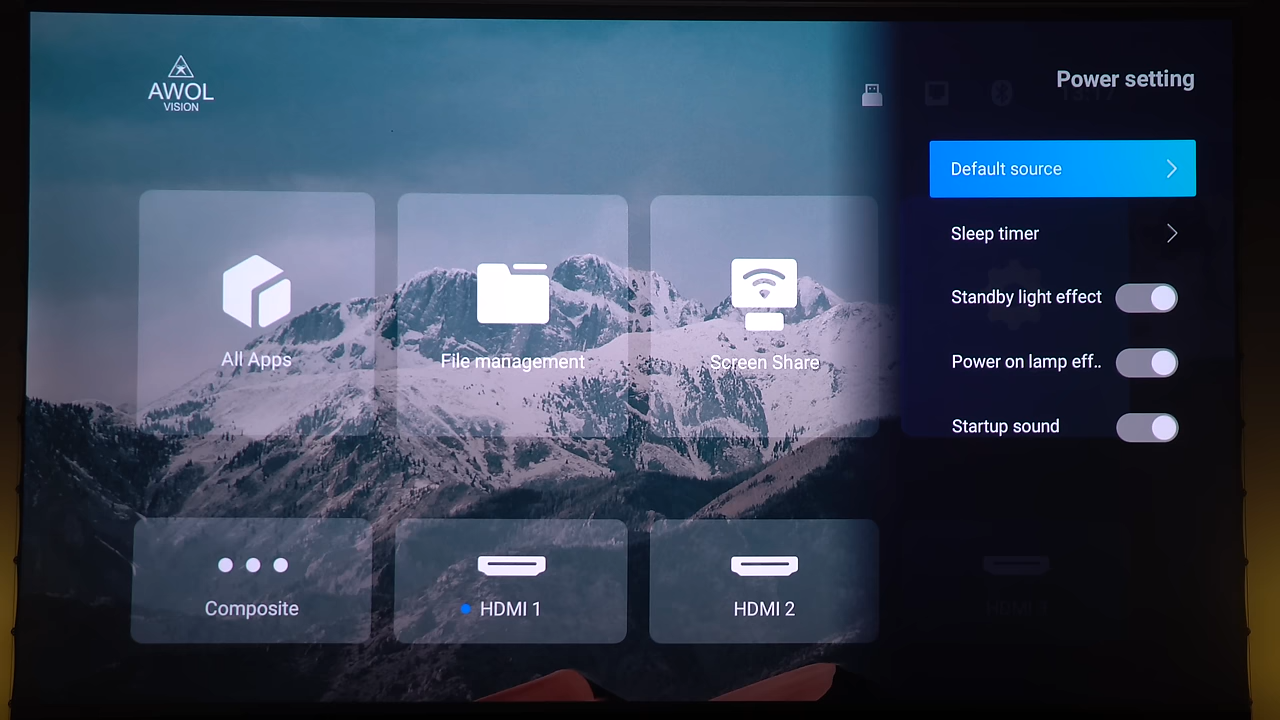 AWOL
VISION
Power setting
Default source
Sleep timer
Standby light effect
Power on lamp eff..
Startup sound
All Apps
File management
Screen Share
Composite
HDMI 1
HDMI 2